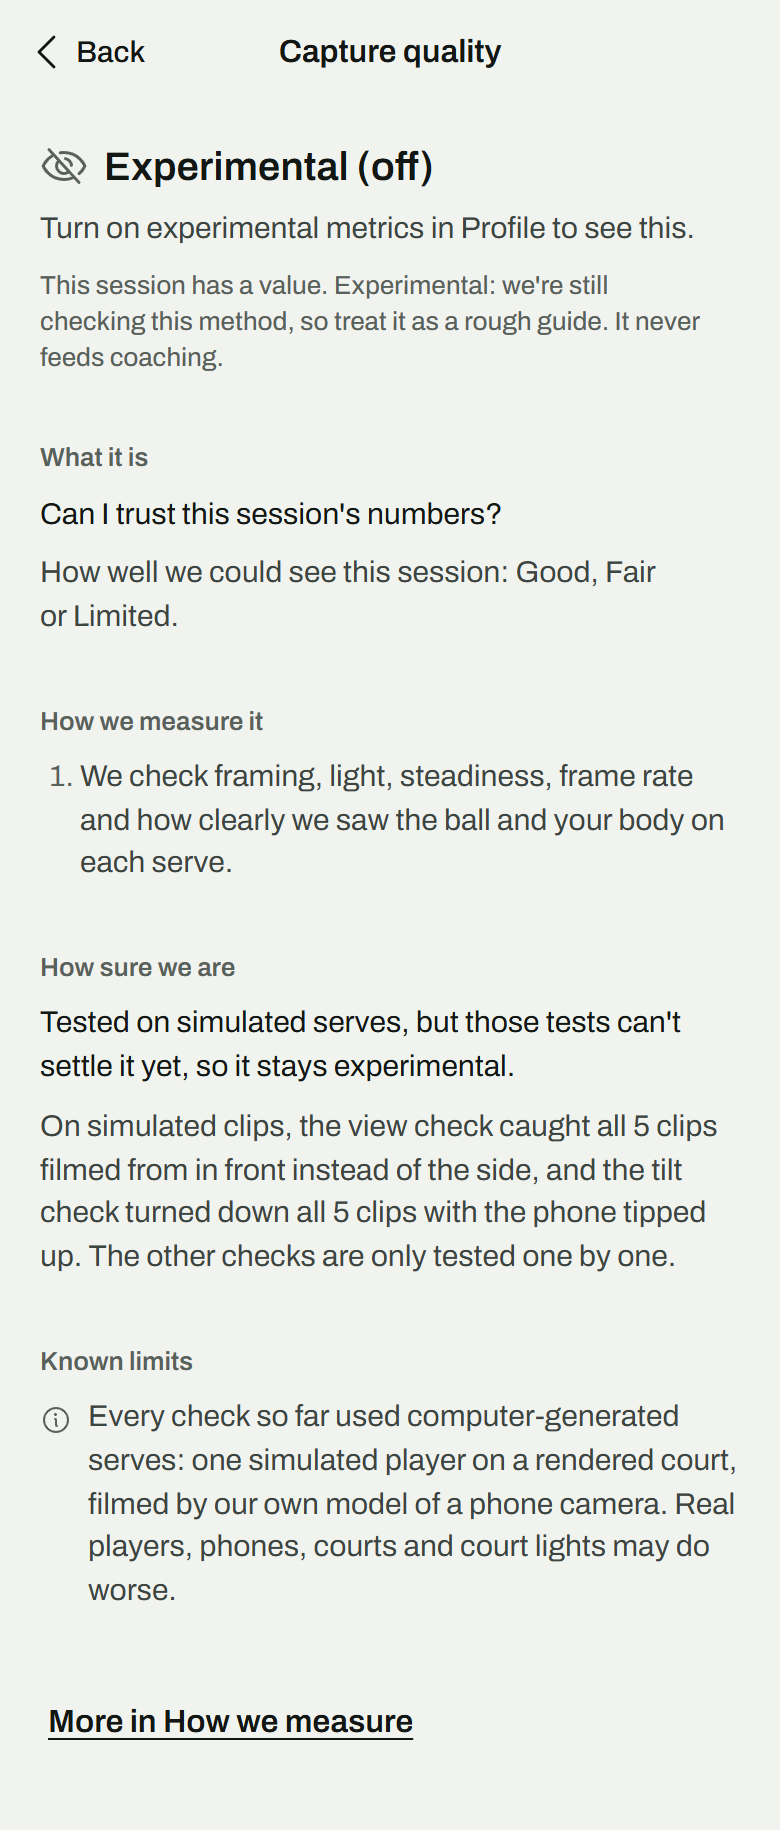 Back
Capture quality
Experimental (off)
Turn on experimental metrics in Profile to see this.
This session has a value. Experimental: we're still
checking this method, so treat it as a rough guide. It never
feeds coaching.
What it is
Can I trust this session's numbers?
How well we could see this session: Good, Fair
or Limited.
How we measure it
1. We check framing, light, steadiness, frame rate
and how clearly we saw the ball and your body on
each serve.
How sure we are
Tested on simulated serves, but those tests can't
settle it yet, so it stays experimental.
On simulated clips, the view check caught all 5 clips
filmed from in front instead of the side, and the tilt
check turned down all 5 clips with the phone tipped
up. The other checks are only tested one by one.
Known limits
Every check so far used computer-generated
serves: one simulated player on a rendered court,
filmed by our own model of a phone camera. Real
players, phones, courts and court lights may do
worse.
More in How we measure